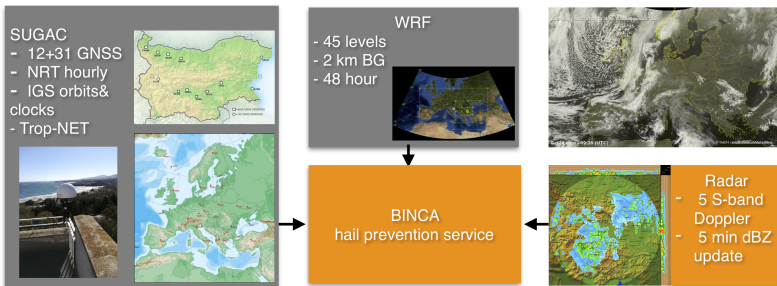 SUGAC
- 12+31 GNSS
- NRT hourly
- IGS orbits&
clocks
- Trop-NET
WRF
- 45 levels
- 2 km BG
- 48 hour
BINCA
hail prevention service
Radar
- 5 S-band
Doppler
- 5 min dBZ
update